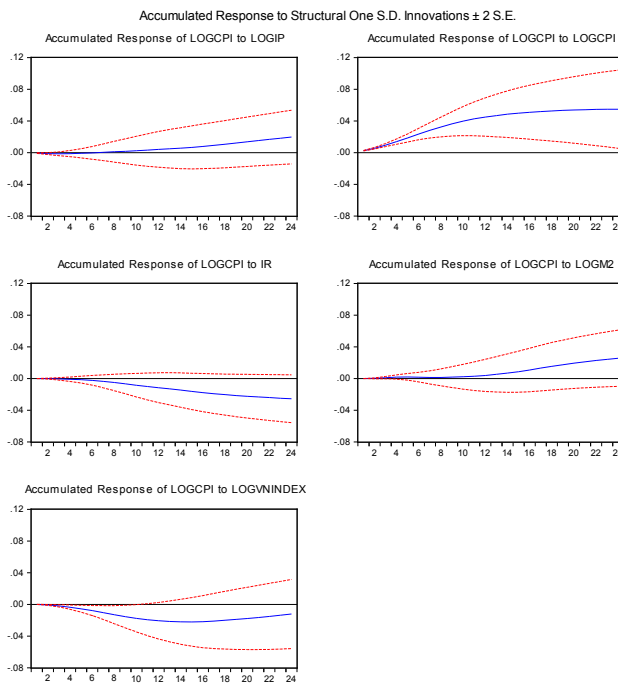 Accumulated Response to Structural One S.D. Innovations ± 2 S.E.
Accumulated Response of LOGCPI to LOGIP
.12
.08
.04
.00
-.04
-.08
2 4 6 8 10 12 14 16 18 20 22 24
Accumulated Response of LOGCPI to LOGCPI
.12
.08
.04
.00
-.04
-.08
2 4 6 8 10 12 14 16 18 20 22
Accumulated Response of LOGCPI to IR
.12
.08
.04
.00
-.04
-.08
2 4 6 8 10 12 14 16 18 20 22 24
Accumulated Response of LOGCPI to LOGM2
.12
.08
.04
.00
-.04
-.08
2 4 6 8 10 12 14 16 18 20 22
Accumulated Response of LOGCPI to LOGVNINDEX
.12
.08
.04
.00
-.04
-.08
2 4 6 8 10 12 14 16 18 20 22 24